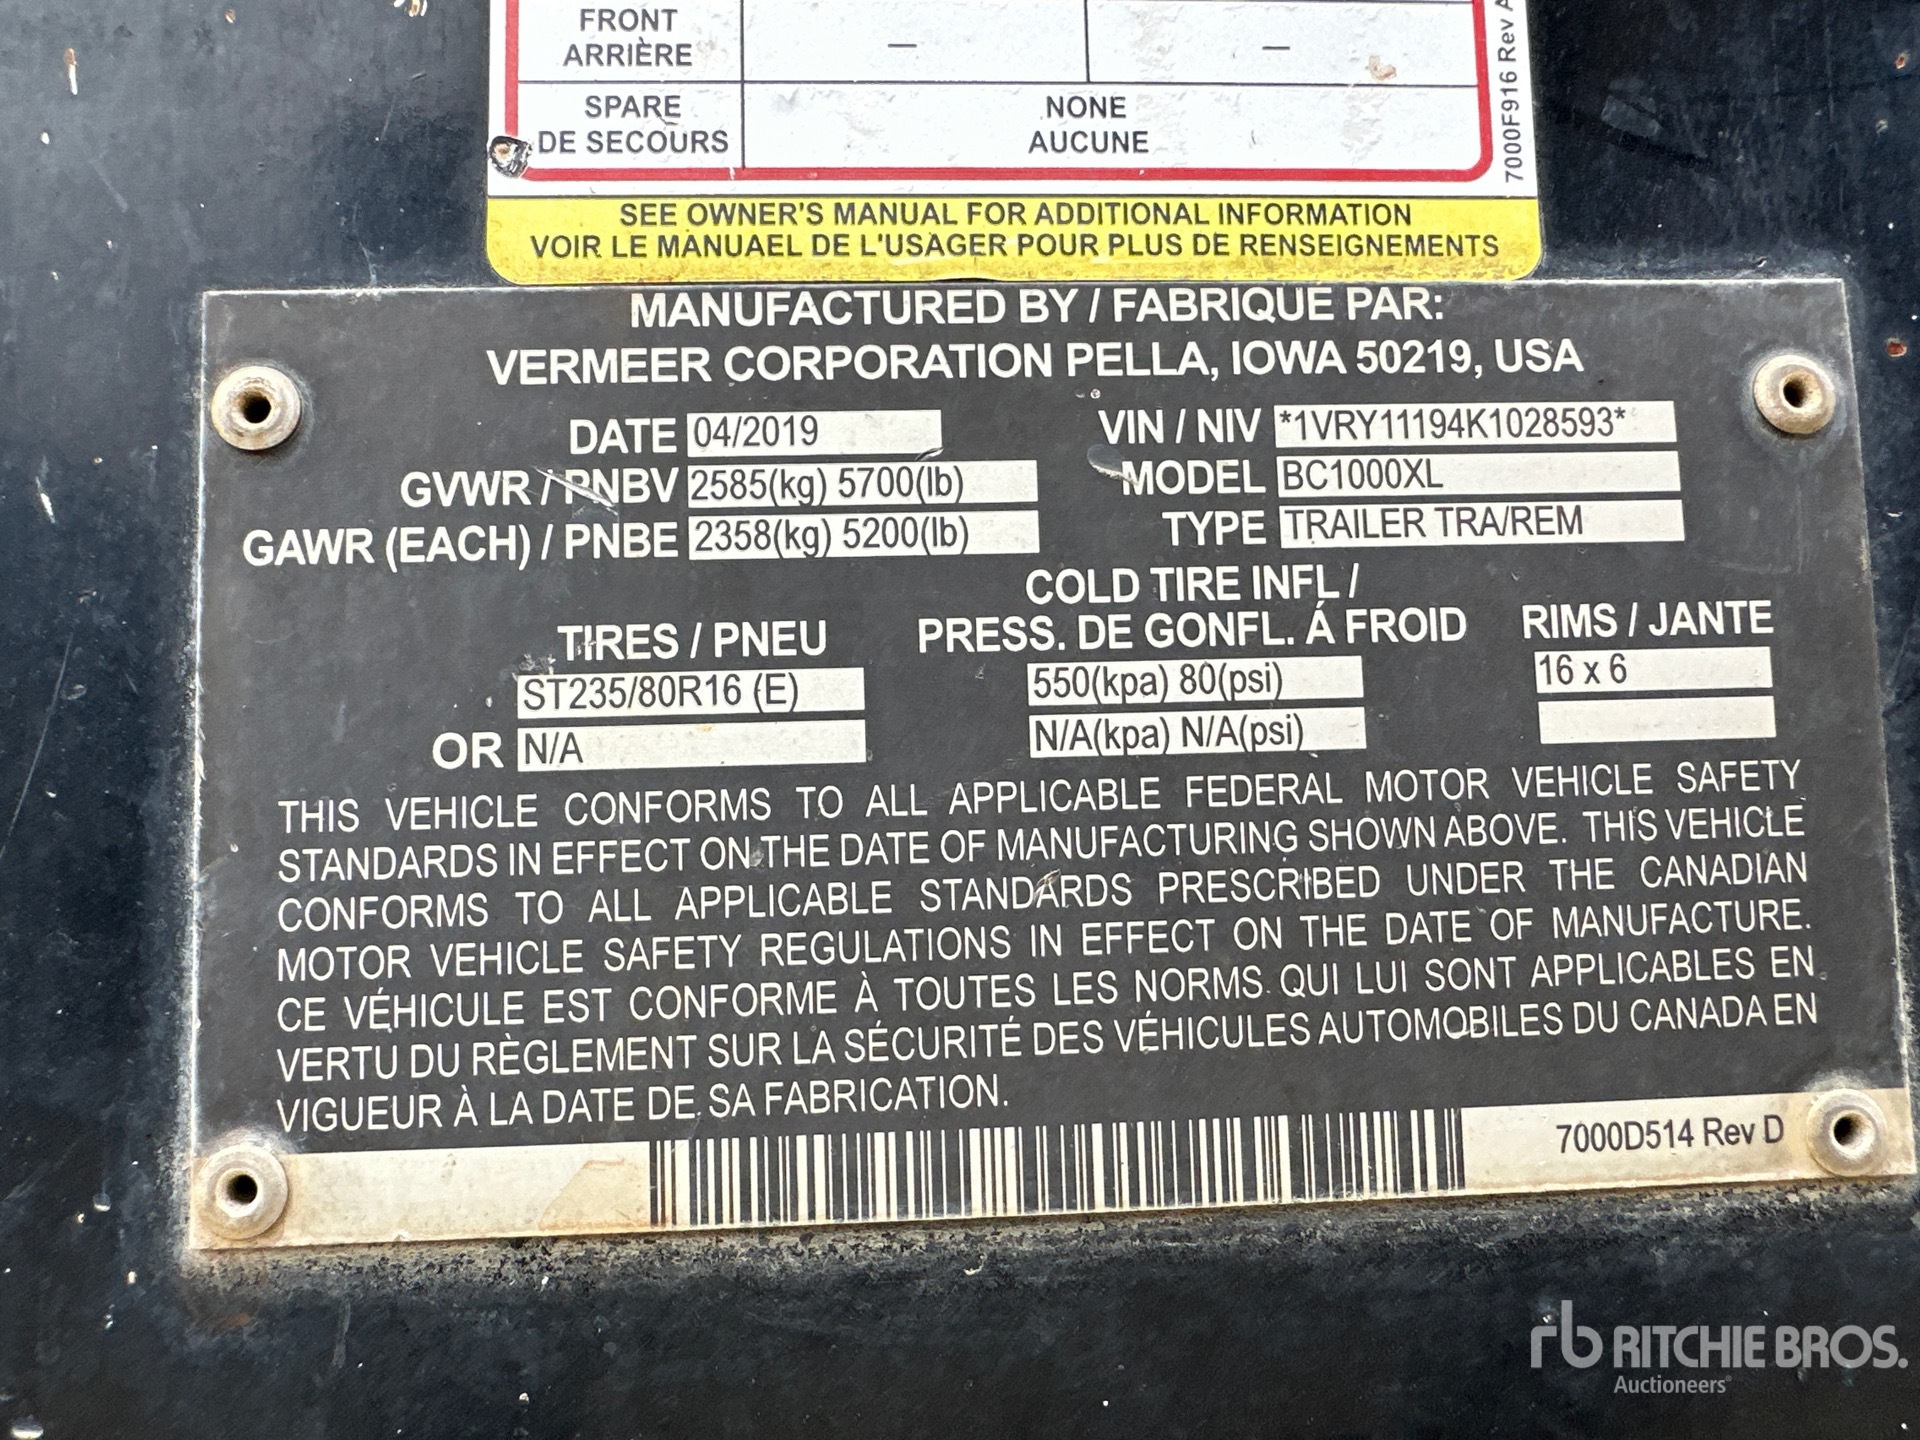 FRONT
ARRIÈRE
—
—
SPARE
DE SECOURS
NONE
AUCUNE
7000F916 Rev A
SEE OWNER'S MANUAL FOR ADDITIONAL INFORMATION
VOIR LE MANUAEL DE L'USAGER POUR PLUS DE RENSEIGNEMENTS
MANUFACTURED BY / FABRIQUÉ PAR:
VERMEER CORPORATION PELLA, IOWA 50219, USA
DATE 04/2019
VIN / NIV *1VRY11194K1028593*
GVWR / PNBV 2585(kg) 5700(lb)
MODEL BC1000XL
GAWR (EACH) / PNBE 2358(kg) 5200(lb)
TYPE TRAILER TRA/REM
COLD TIRE INFL /
TIRES / PNEU PRESS. DE GONFL. Á FROID RIMS / JANTE
ST235/80R16 (E) 550(kpa) 80(psi) 16 x 6
OR N/A N/A(kpa) N/A(psi)
THIS VEHICLE CONFORMS TO ALL APPLICABLE FEDERAL MOTOR VEHICLE SAFETY
STANDARDS IN EFFECT ON THE DATE OF MANUFACTURING SHOWN ABOVE. THIS VEHICLE
CONFORMS TO ALL APPLICABLE STANDARDS PRESCRIBED UNDER THE CANADIAN
MOTOR VEHICLE SAFETY REGULATIONS IN EFFECT ON THE DATE OF MANUFACTURE.
CE VÉHICULE EST CONFORME À TOUTES LES NORMS QUI LUI SONT APPLICABLES EN
VERTU DU RÈGLEMENT SUR LA SÉCURITÉ DES VÉHICULES AUTOMOBILES DU CANADA EN
VIGUEUR À LA DATE DE SA FABRICATION.
7000D514 Rev D
rb RITCHIE BROS.
Auctioneers